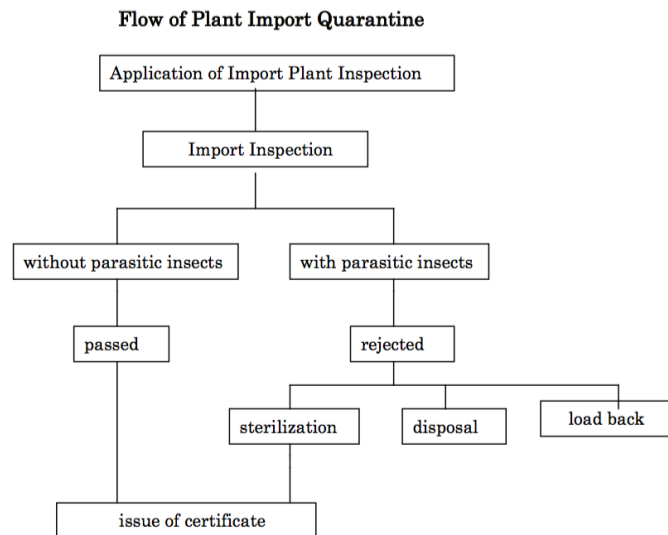 Flow of Plant Import Quarantine
Application of Import Plant Inspection
Import Inspection
without parasitic insects
with parasitic insects
passed
rejected
sterilization
disposal
load back
issue of certificate